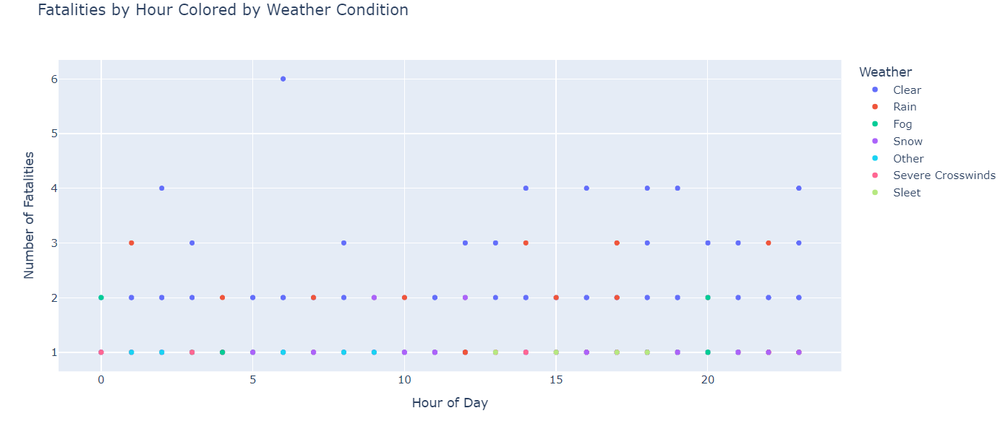 Fatalities by Hour Colored by Weather Condition
Number of Fatalities
6
5
4
3
2
1
0
5
10
15
20
Hour of Day
Weather
Clear
Rain
Fog
Snow
Other
Severe Crosswinds
Sleet